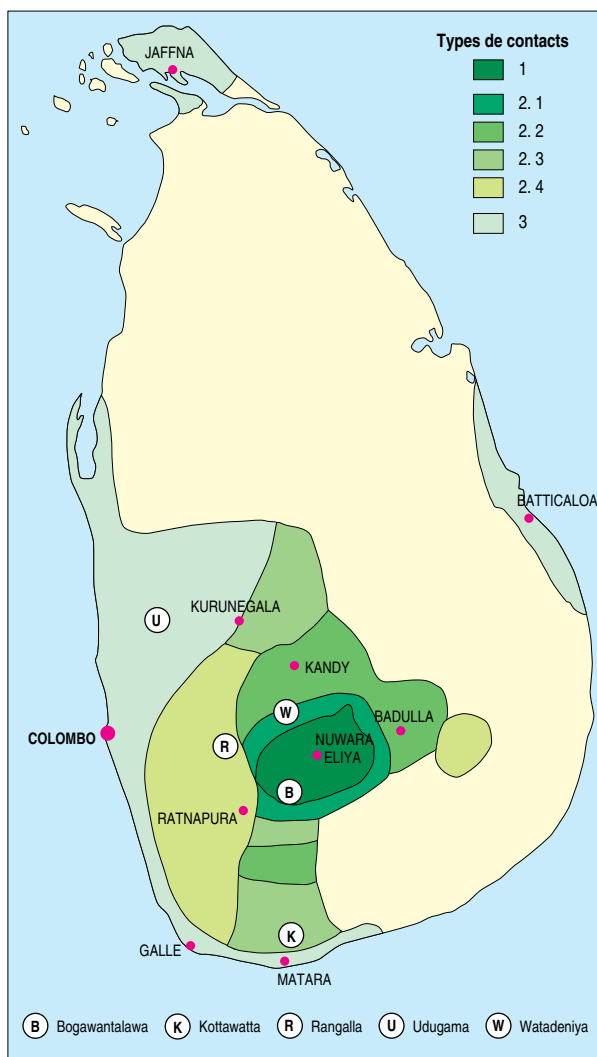 JAFFNA
Types de contacts
1
2. 1
2. 2
2. 3
2. 4
3
BATTICALOA
KURUNEGALA
U
KANDY
W
BADULLA
COLOMBO
R
NUWARA
ELIYA
B
RATNAPURA
K
GALLE
MATARA
B Bogawantalawa K Kottawatta R Rangalla U Udugama W Watadeniya